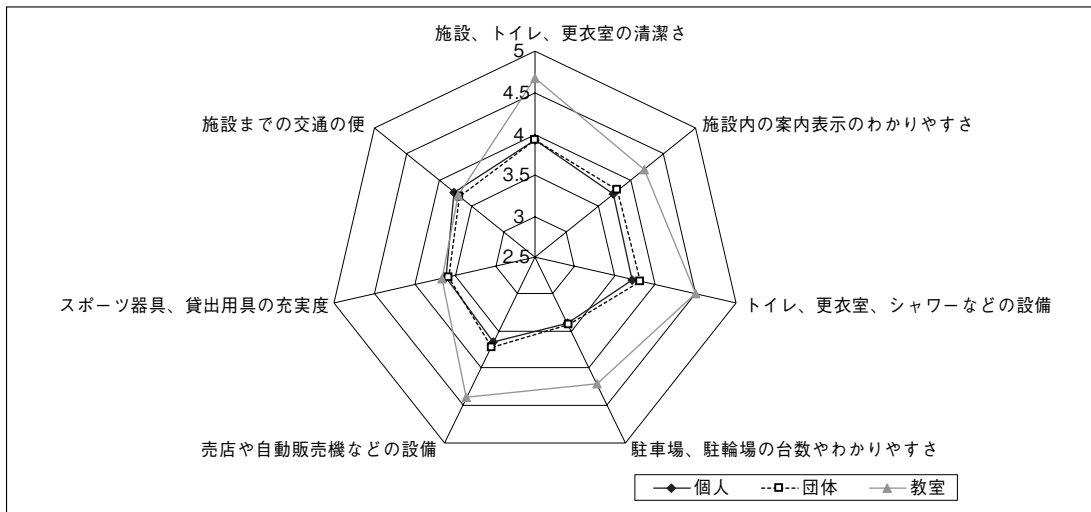 施設、トイレ、更衣室の清潔さ
5
4.5
4
3.5
3
2.5
施設までの交通の便
施設内の案内表示のわかりやすさ
スポーツ器具、貸出用具の充実度
トイレ、更衣室、シャワーなどの設備
売店や自動販売機などの設備
駐車場、駐輪場の台数やわかりやすさ
個人 団体 教室